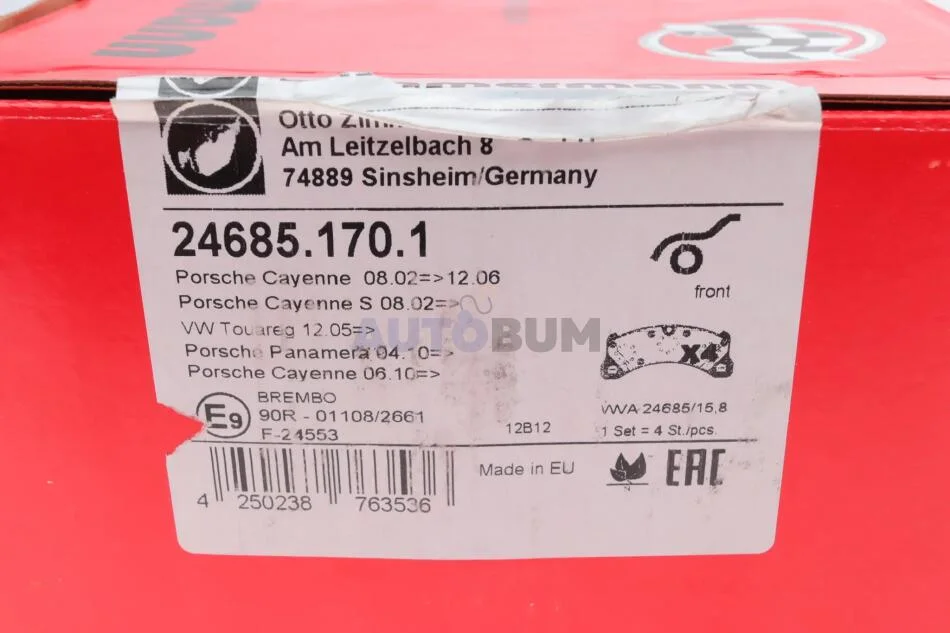 Otto
Am Leitzelbach 8
74889 Sinsheim/Germany
24685.170.1
Porsche Cayenne 08.02=>12.06
Porsche Cayenne S 08.02=>
VW Touareg 12.05=>
Porsche Panamera 04.10=>
Porsche Cayenne 06.10=>
front
AUTOBUM
X4
E9
BREMBO
90R - 01108/2661
F-24553
12B12
WVA 24685/15,8
1 Set = 4 St./pcs.
Made in EU
EAC
4 250238 763536